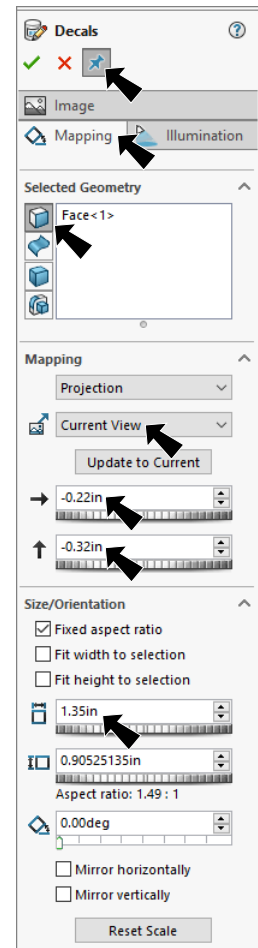 Decals
Image
Mapping
Illumination
Selected Geometry
Face<1>
Mapping
Projection
Current View
Update to Current
-0.22in
-0.32in
Size/Orientation
Fixed aspect ratio
Fit width to selection
Fit height to selection
1.35in
0.90525135in
Aspect ratio: 1.49 : 1
0.00deg
Mirror horizontally
Mirror vertically
Reset Scale